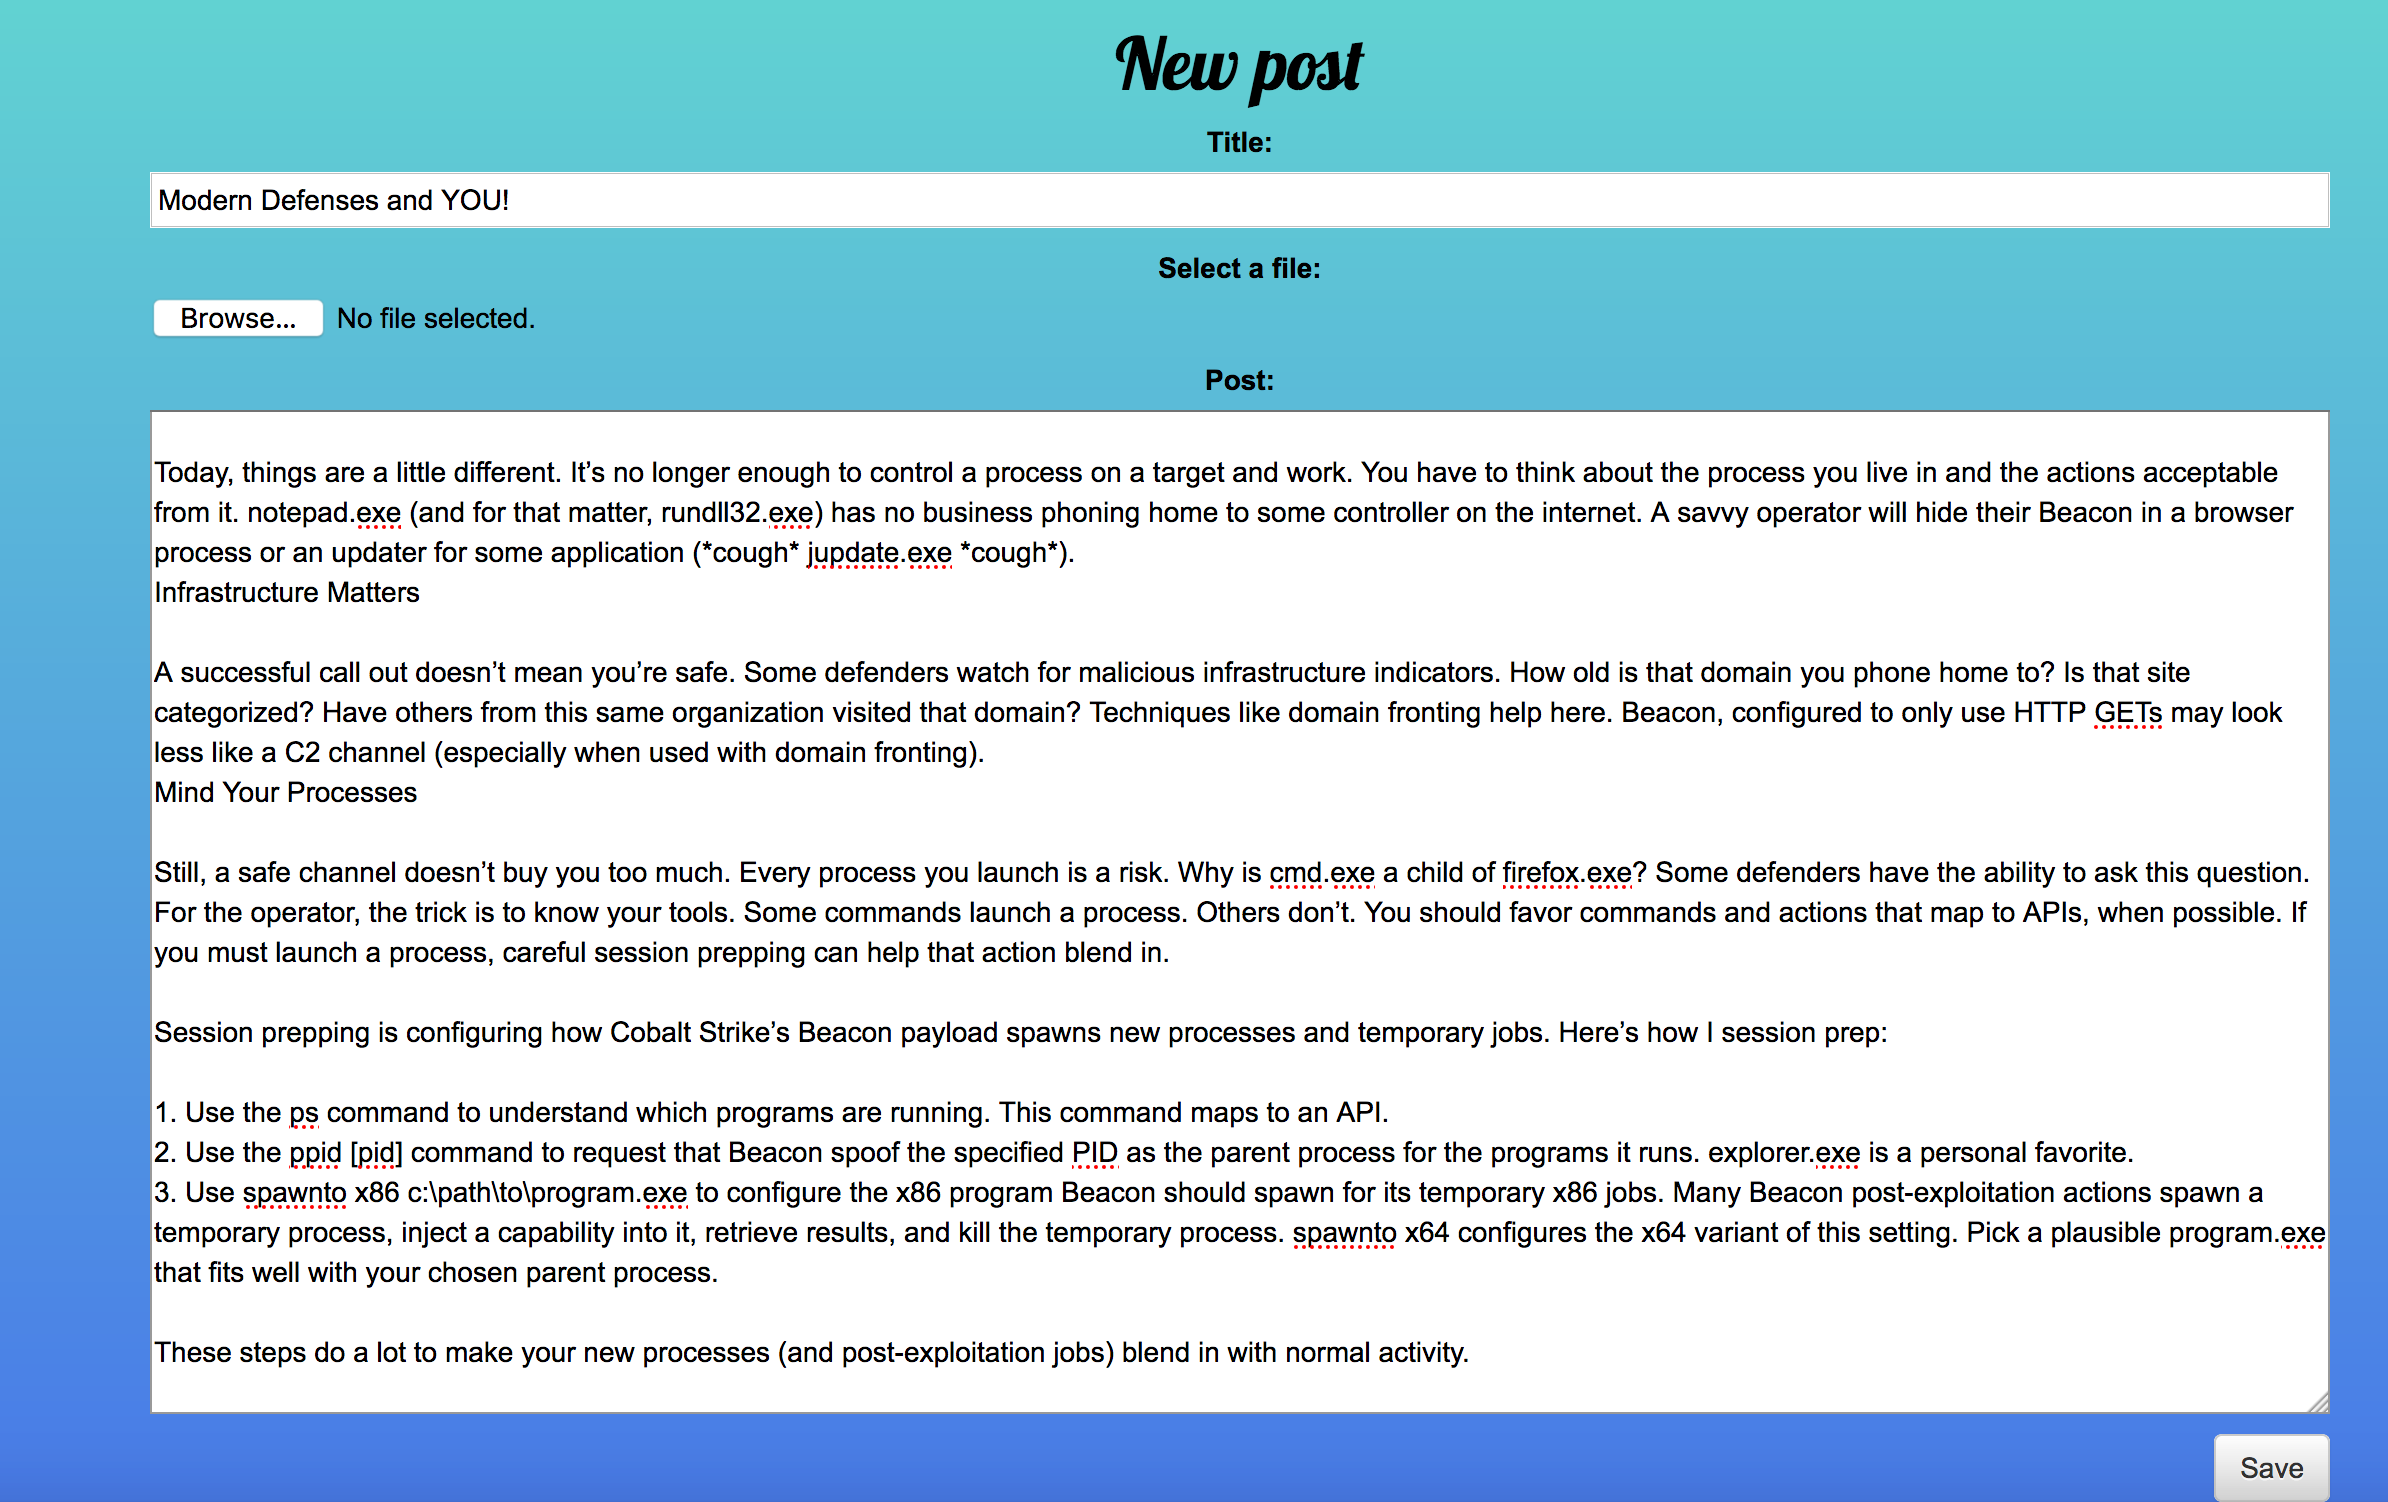 New post
Title:
Modern Defenses and YOU!
Select a file:
Browse... No file selected.
Post:
Today, things are a little different. It’s no longer enough to control a process on a target and work. You have to think about the process you live in and the actions acceptable
from it. notepad.exe (and for that matter, rundll32.exe) has no business phoning home to some controller on the internet. A savvy operator will hide their Beacon in a browser
process or an updater for some application (*cough* jupdate.exe *cough*).
Infrastructure Matters
A successful call out doesn’t mean you’re safe. Some defenders watch for malicious infrastructure indicators. How old is that domain you phone home to? Is that site
categorized? Have others from this same organization visited that domain? Techniques like domain fronting help here. Beacon, configured to only use HTTP GETs may look
less like a C2 channel (especially when used with domain fronting).
Mind Your Processes
Still, a safe channel doesn’t buy you too much. Every process you launch is a risk. Why is cmd.exe a child of firefox.exe? Some defenders have the ability to ask this question.
For the operator, the trick is to know your tools. Some commands launch a process. Others don’t. You should favor commands and actions that map to APIs, when possible. If
you must launch a process, careful session prepping can help that action blend in.
Session prepping is configuring how Cobalt Strike’s Beacon payload spawns new processes and temporary jobs. Here’s how I session prep:
1. Use the ps command to understand which programs are running. This command maps to an API.
2. Use the ppid [pid] command to request that Beacon spoof the specified PID as the parent process for the programs it runs. explorer.exe is a personal favorite.
3. Use spawnto x86 c:\path\to\program.exe to configure the x86 program Beacon should spawn for its temporary x86 jobs. Many Beacon post-exploitation actions spawn a
temporary process, inject a capability into it, retrieve results, and kill the temporary process. spawnto x64 configures the x64 variant of this setting. Pick a plausible program.exe
that fits well with your chosen parent process.
These steps do a lot to make your new processes (and post-exploitation jobs) blend in with normal activity.
Save